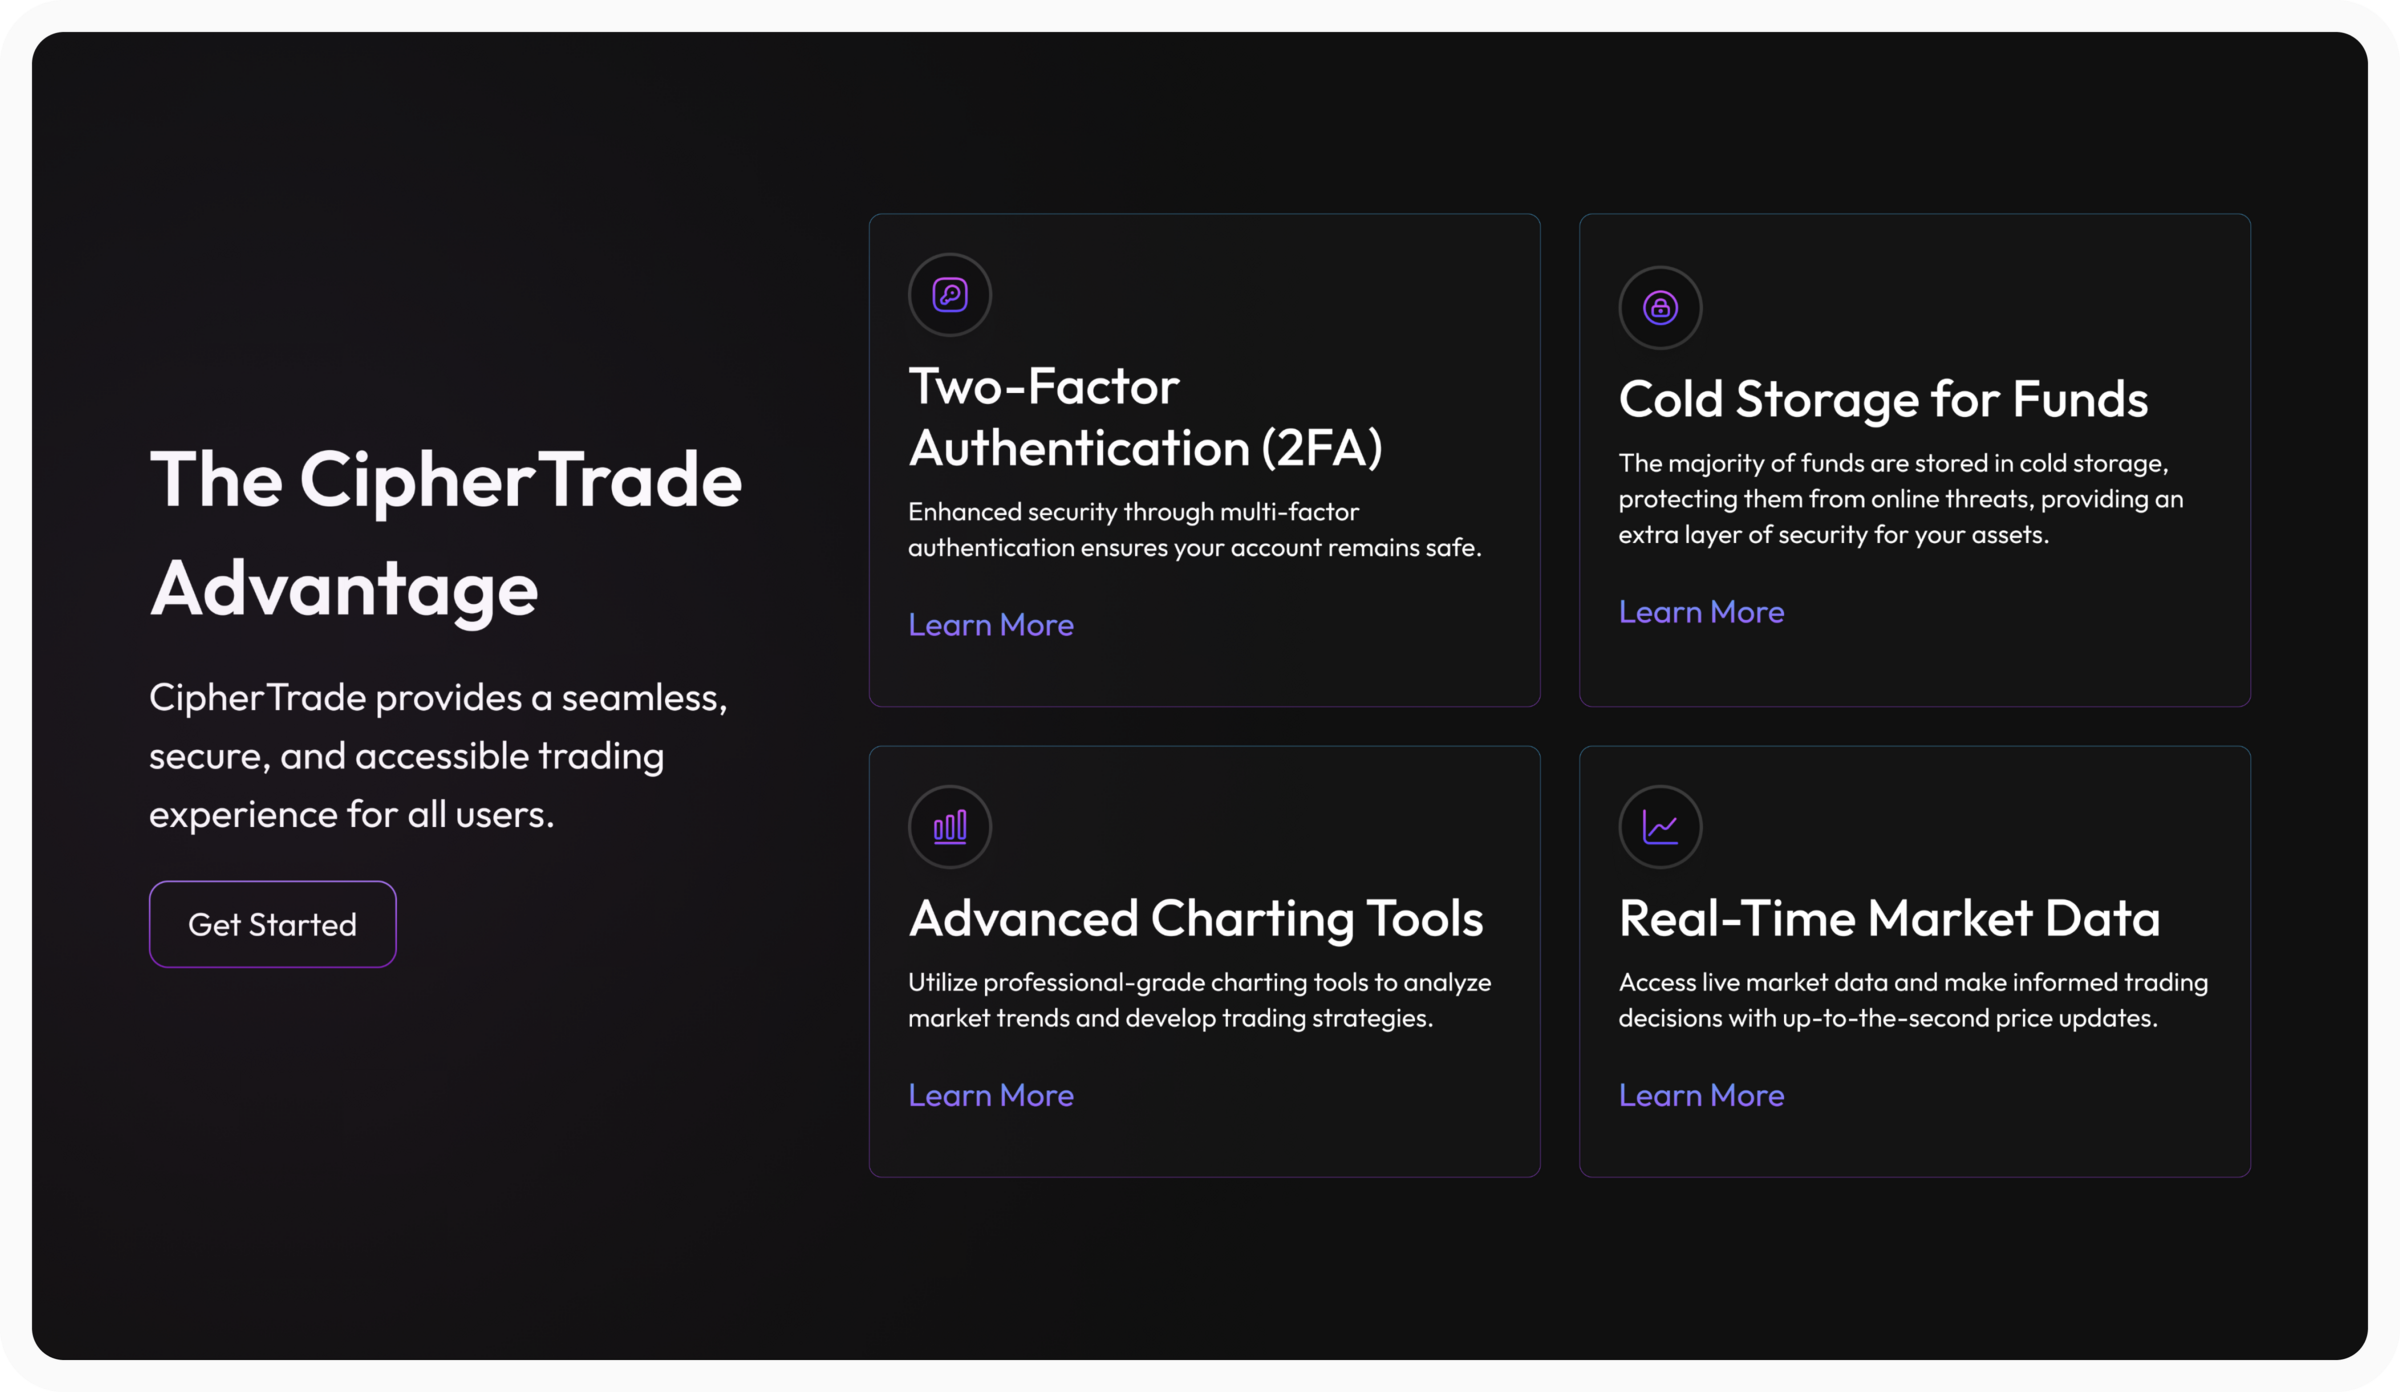 The CipherTrade
Advantage
CipherTrade provides a seamless,
secure, and accessible trading
experience for all users.
Get Started
Two-Factor
Authentication (2FA)
Enhanced security through multi-factor
authentication ensures your account remains safe.
Learn More
Cold Storage for Funds
The majority of funds are stored in cold storage,
protecting them from online threats, providing an
extra layer of security for your assets.
Learn More
Advanced Charting Tools
Utilize professional-grade charting tools to analyze
market trends and develop trading strategies.
Learn More
Real-Time Market Data
Access live market data and make informed trading
decisions with up-to-the-second price updates.
Learn More